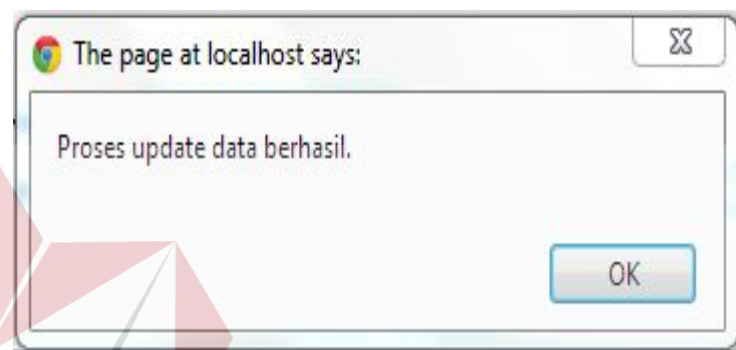 The page at localhost says:
Proses update data berhasil.
OK